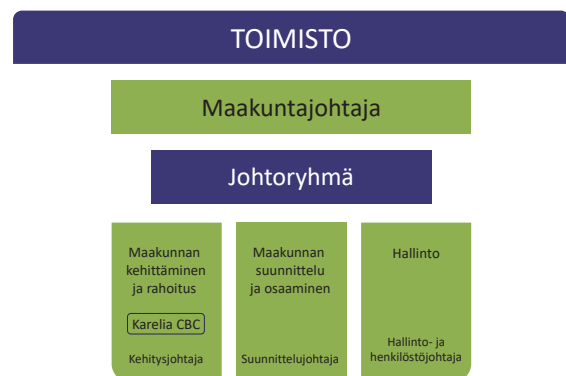 TOIMISTO
Maakuntajohtaja
Johtoryhmä
Maakunnan
kehittäminen
ja rahoitus
Karelia CBC
Kehitysjohtaja
Maakunnan
suunnittelu
ja osaaminen
Suunnittelujohtaja
Hallinto
Hallinto- ja
henkilöstöjohtaja